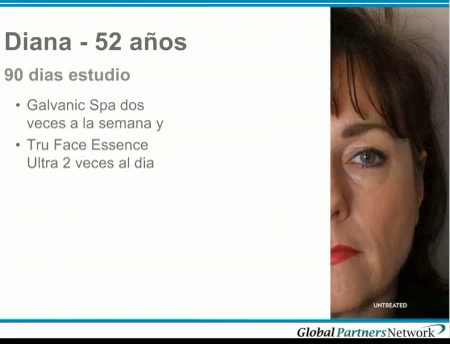 Diana - 52 años
90 dias estudio
• Galvanic Spa dos
veces a la semana y
• Tru Face Essence
Ultra 2 veces al dia
UNTREATED
Global Partners Network